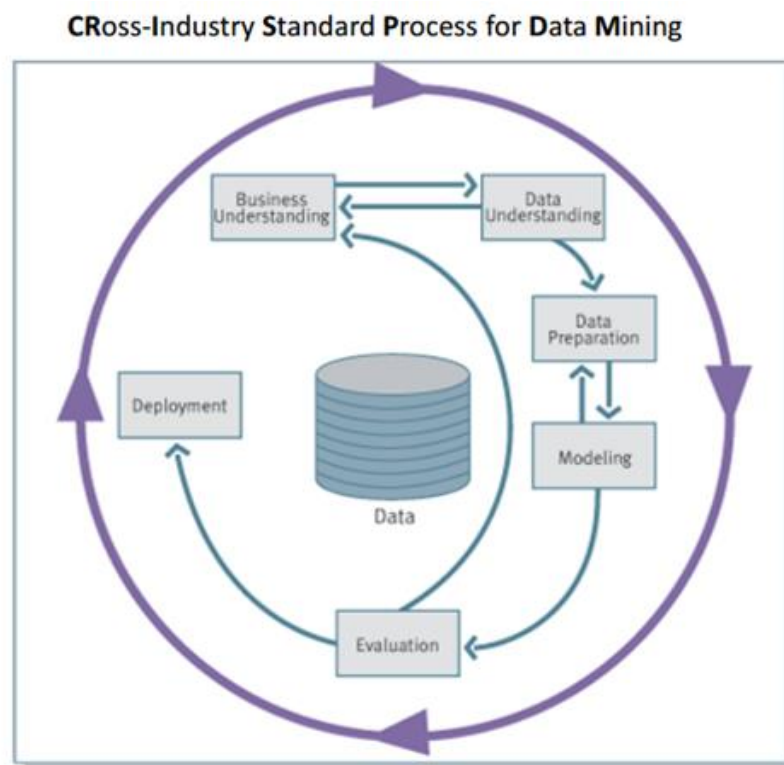 CRoss-Industry Standard Process for Data Mining
Business
Understanding
Data
Understanding
Data
Preparation
Modeling
Evaluation
Deployment
Data